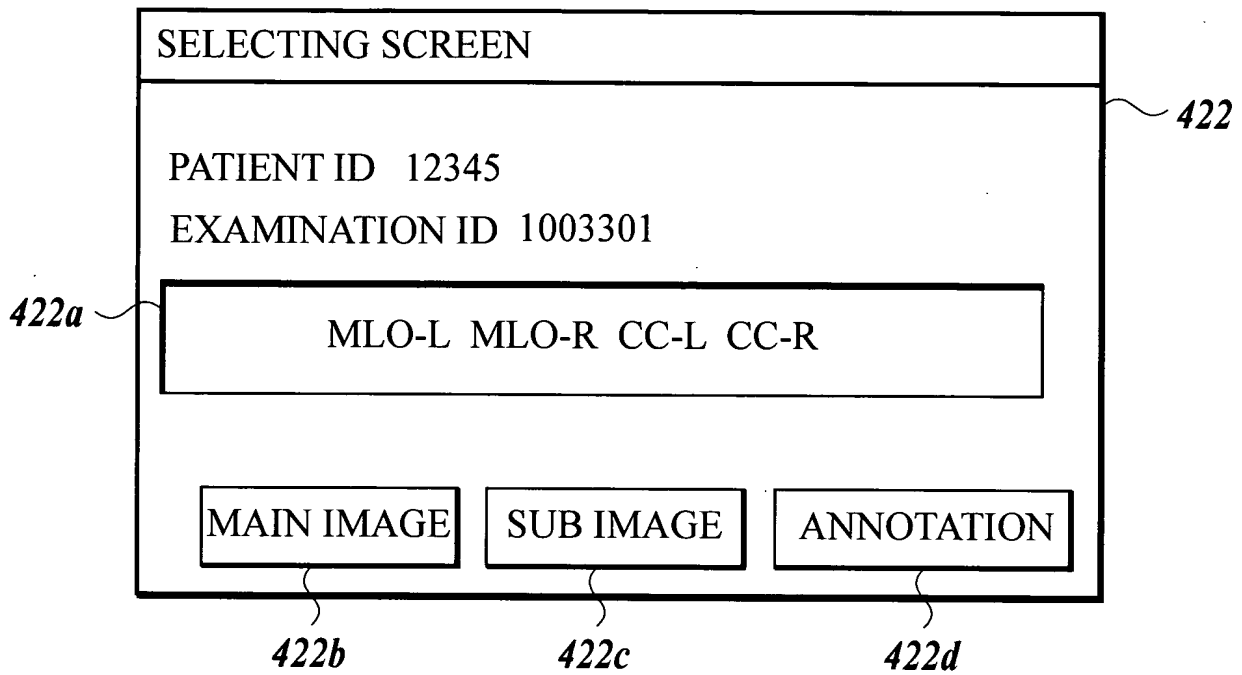 SELECTING SCREEN
422
PATIENT ID 12345
EXAMINATION ID 1003301
422a
MLO-L MLO-R CC-L CC-R
MAIN IMAGE SUB IMAGE ANNOTATION
422b 422c 422d